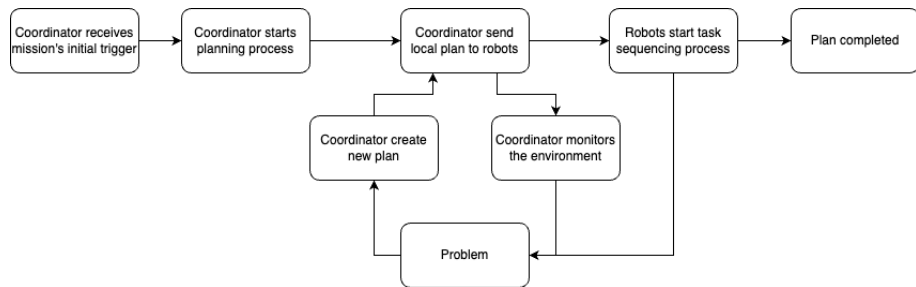 Coordinator receives
mission's initial trigger
Coordinator starts
planning process
Coordinator send
local plan to robots
Robots start task
sequencing process
Plan completed
Coordinator create
new plan
Coordinator monitors
the environment
Problem